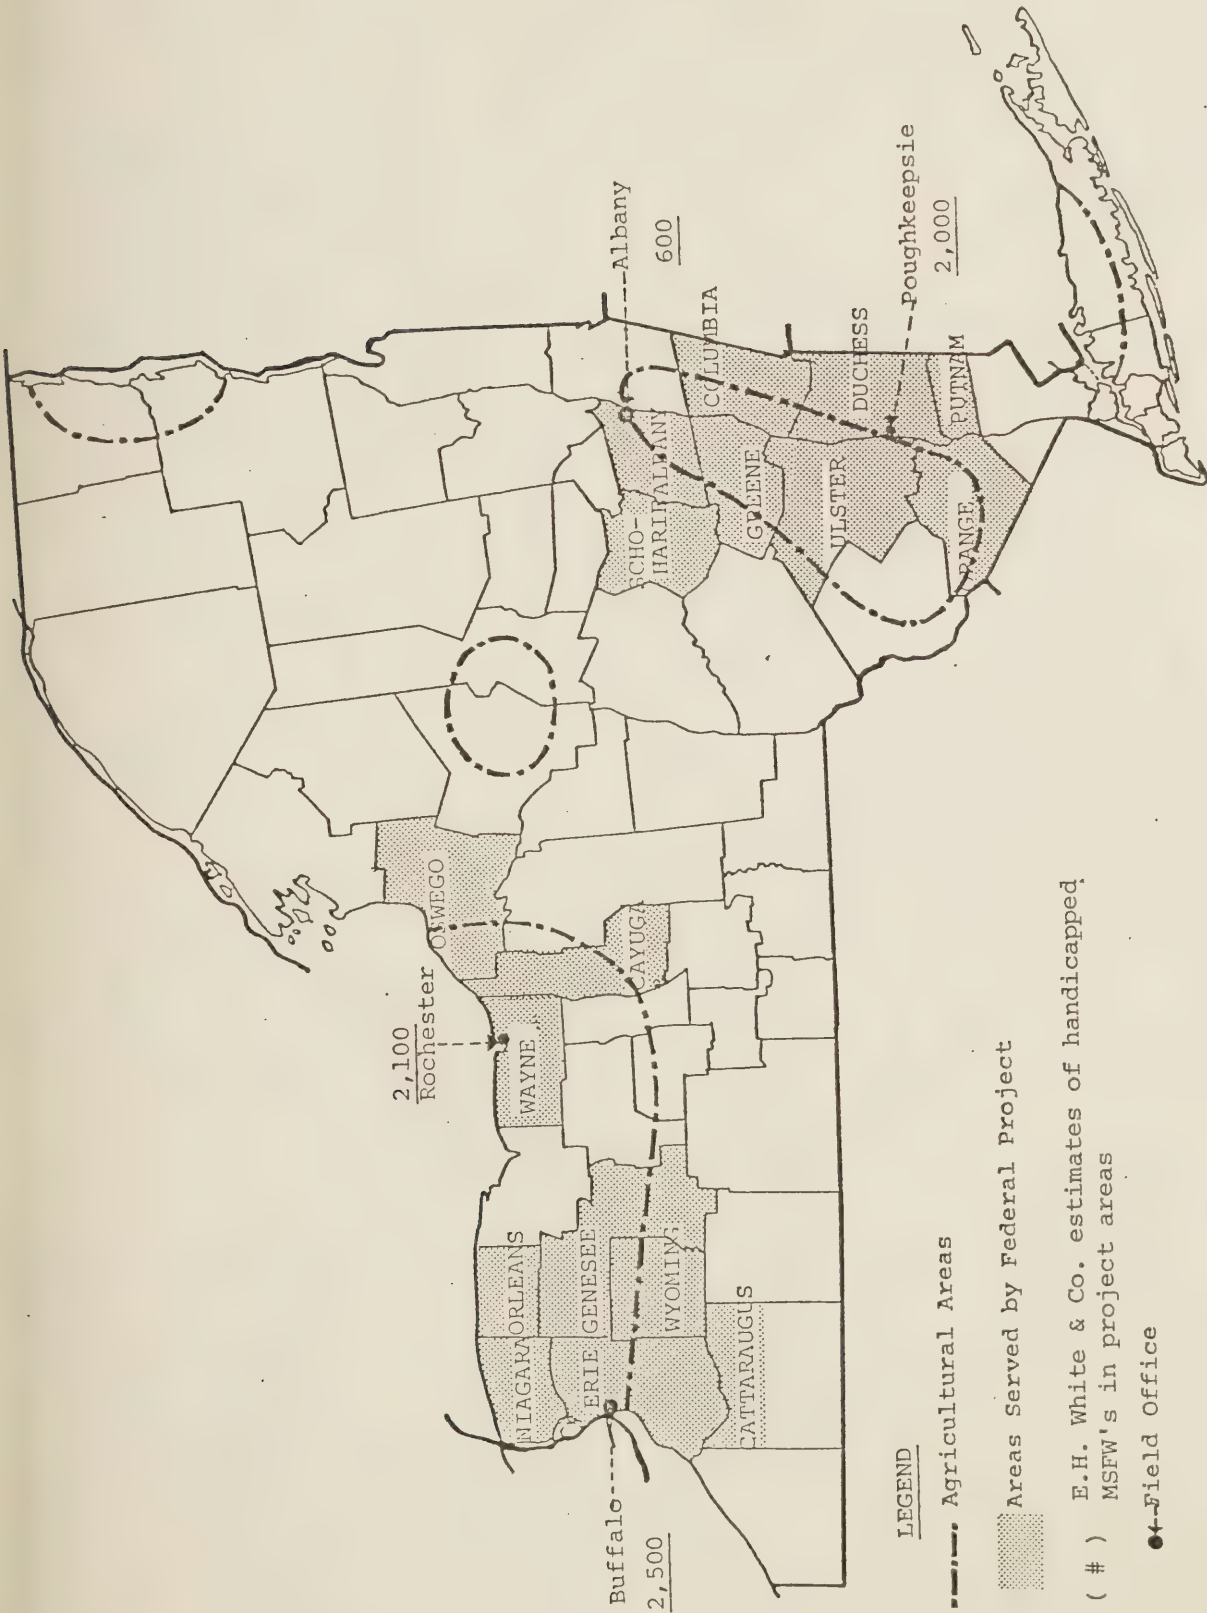 Buffalo
2,500
2,100
Rochester
Albany
600
Poughkeepsie
2,000
NIAGARA
ORLEANS
ERIE
GENESEE
WYOMING
CATTARAUGUS
WAYNE
OSWEGO
CAYUGA
SCHO-
HARIE
ALBANY
COLUMBIA
GREENE
ULSTER
DUCHESS
PUTNAM
RANGE
LEGEND
Agricultural Areas
Areas Served by Federal Project
( # ) E.H. White & Co. estimates of handicapped
MSFW's in project areas
Field Office